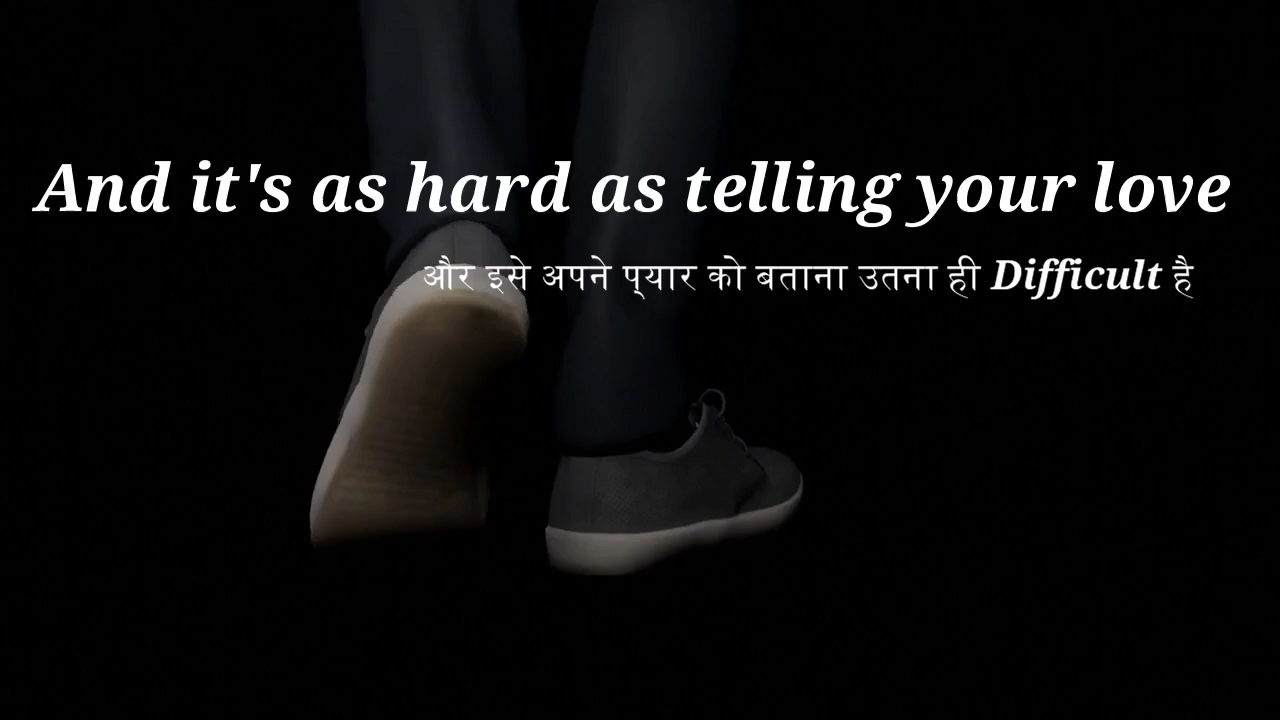 And it's as hard as telling your love
और इसे अपने प्यार को बताना उतना ही Difficult है